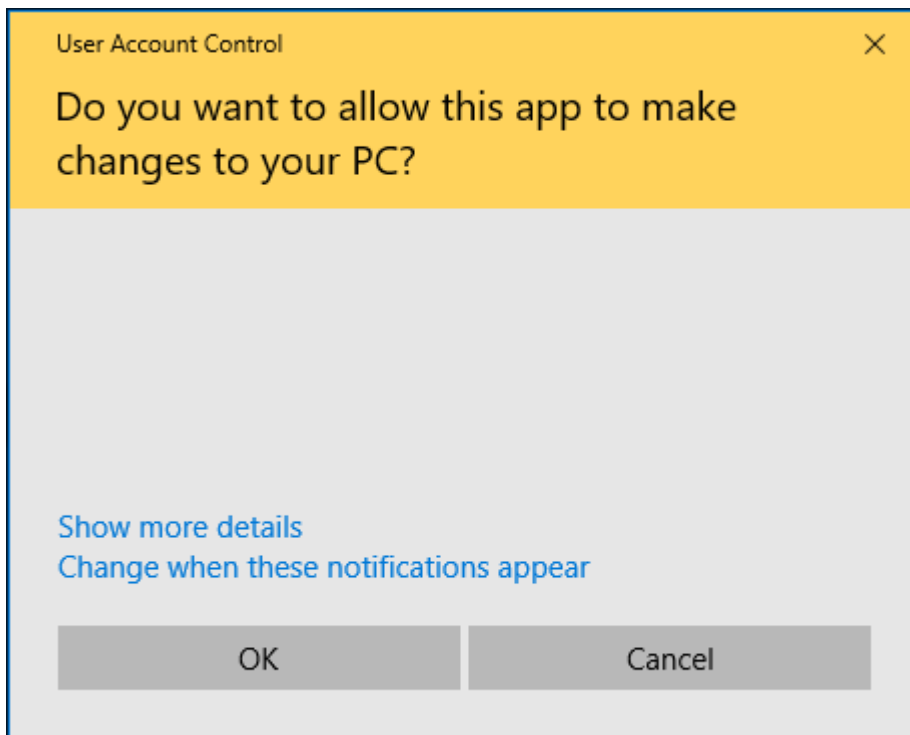 User Account Control
Do you want to allow this app to make
changes to your PC?
Show more details
Change when these notifications appear
OK
Cancel